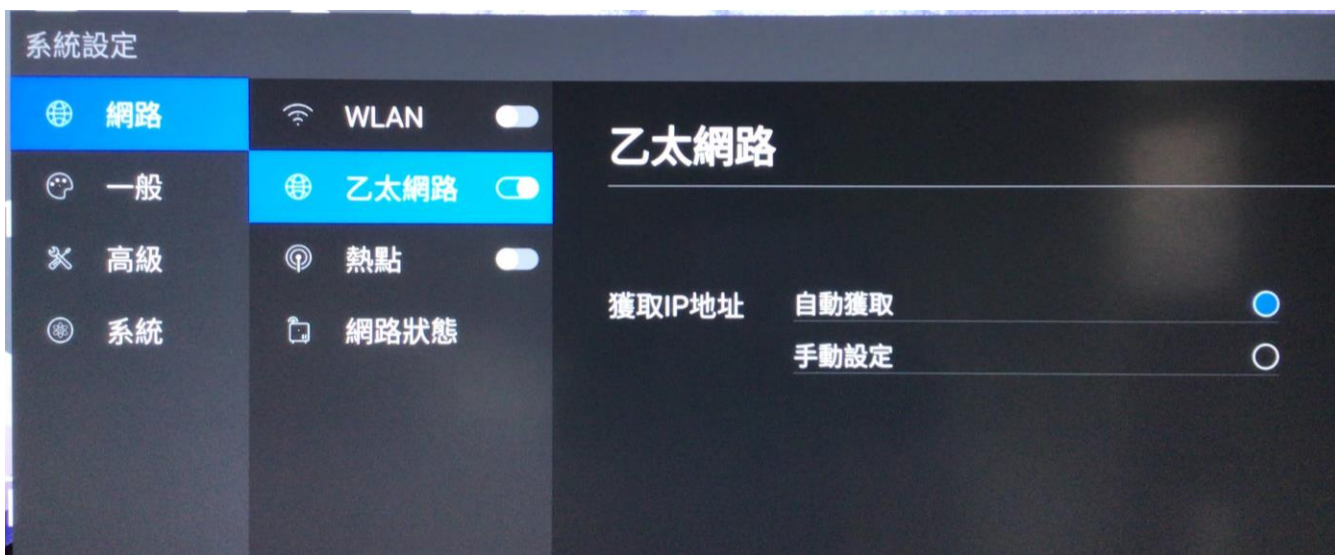 系統設定
網路
一般
高級
系統
WLAN
乙太網路
熱點
網路狀態
乙太網路
獲取IP地址
自動獲取
手動設定